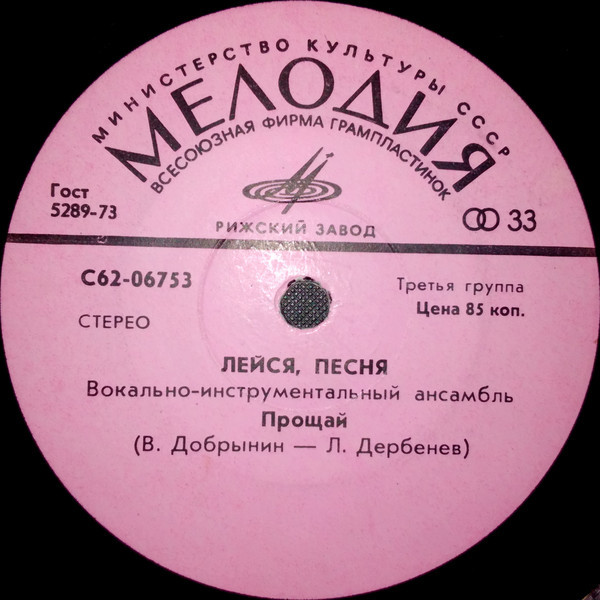 МИНИСТЕРСТВО КУЛЬТУРЫ СССР
МЕЛОДИЯ
ВСЕСОЮЗНАЯ ФИРМА ГРАМПЛАСТИНОК
Гост
5289-73
РИЖСКИЙ ЗАВОД
33
С62-06753
Третья группа
Цена 85 коп.
СТЕРЕО
ЛЕЙСЯ, ПЕСНЯ
Вокально-инструментальный ансамбль
Прощай
(В. Добрынин — Л. Дербенев)